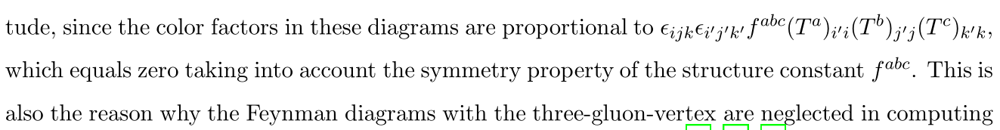 tude, since the color factors in these diagrams are proportional to $\epsilon_{ijk}\epsilon_{i'j'k'}f^{abc}(T^a)_{i'i}(T^b)_{j'j}(T^c)_{k'k}$,
which equals zero taking into account the symmetry property of the structure constant $f^{abc}$. This is
also the reason why the Feynman diagrams with the three-gluon-vertex are neglected in computing